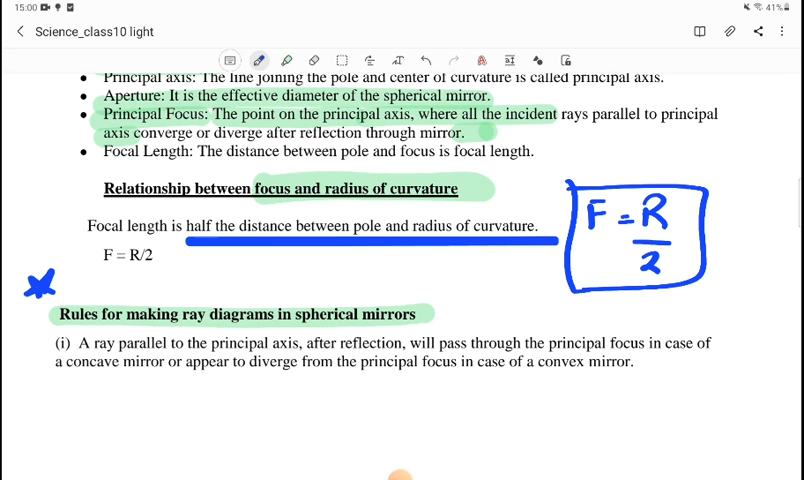 15:00 41%
Science_class10 light
• Principal axis: The line joining the pole and center of curvature is called principal axis.
• Aperture: It is the effective diameter of the spherical mirror.
• Principal Focus: The point on the principal axis, where all the incident rays parallel to principal
axis converge or diverge after reflection through mirror.
• Focal Length: The distance between pole and focus is focal length.
Relationship between focus and radius of curvature
Focal length is half the distance between pole and radius of curvature.
F = R/2
F = R/2
Rules for making ray diagrams in spherical mirrors
(i) A ray parallel to the principal axis, after reflection, will pass through the principal focus in case of
a concave mirror or appear to diverge from the principal focus in case of a convex mirror.